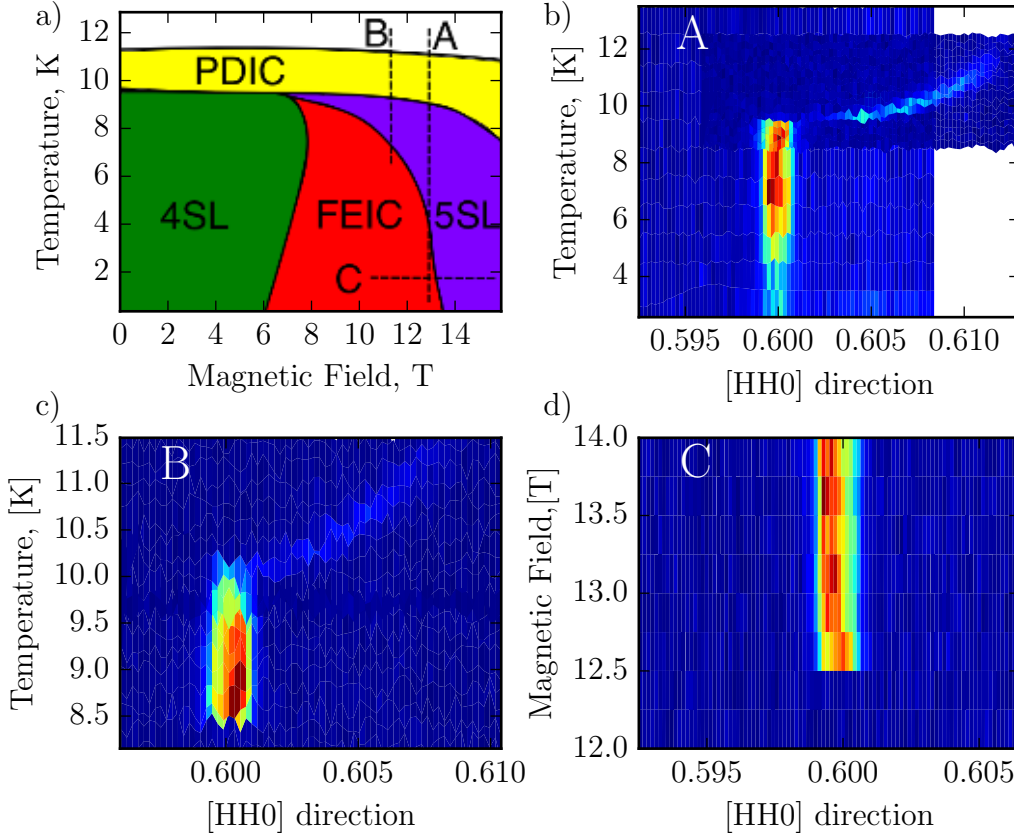 a)
Temperature, K
12
10
8
6
4
2
B
A
PDIC
4SL
FEIC
5SL
C
0 2 4 6 8 10 12 14
Magnetic Field, T
b)
Temperature, [K]
12
10
8
6
4
A
0.595 0.600 0.605 0.610
[HH0] direction
c)
Temperature, [K]
11.5
11.0
10.5
10.0
9.5
9.0
8.5
B
0.600 0.605 0.610
[HH0] direction
d)
Magnetic Field,[T]
14.0
13.5
13.0
12.5
12.0
C
0.595 0.600 0.605
[HH0] direction